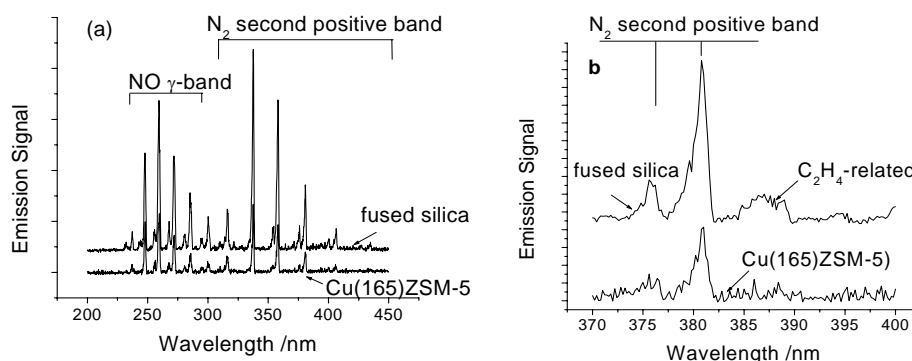 (a)
N₂ second positive band
NO γ-band
Emission Signal
fused silica
Cu(165)ZSM-5
200 250 300 350 400 450
Wavelength /nm
N₂ second positive band
b
Emission Signal
fused silica
C₂H₄-related
Cu(165)ZSM-5)
370 375 380 385 390 395 400
Wavelength /nm